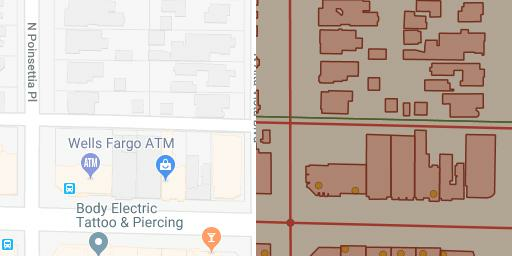 N Poinsettia Pl
Wells Fargo ATM
ATM
Body Electric
Tattoo & Piercing